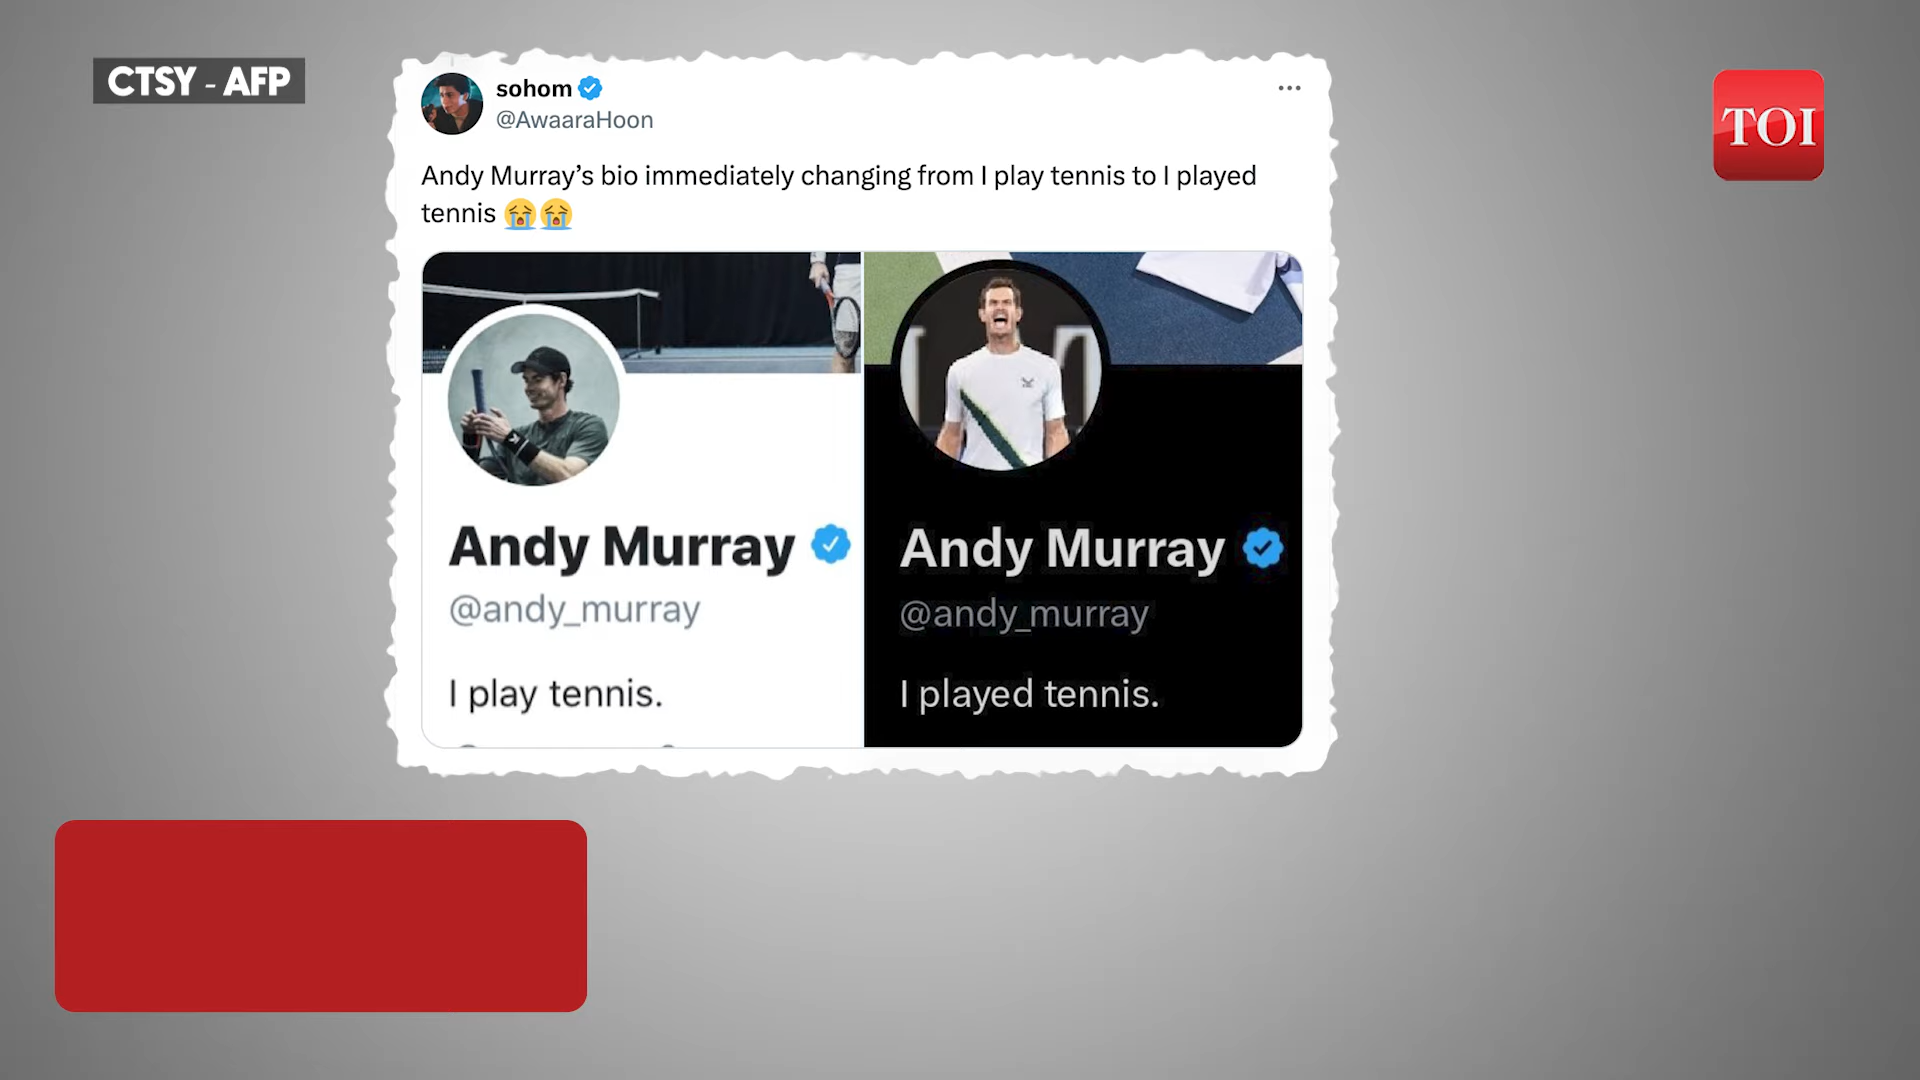 CTSY - AFP
sohom
@AwaaraHoon
TOI
Andy Murray’s bio immediately changing from I play tennis to I played
tennis 😭😭
Andy Murray
@andy_murray
I play tennis.
Andy Murray
@andy_murray
I played tennis.